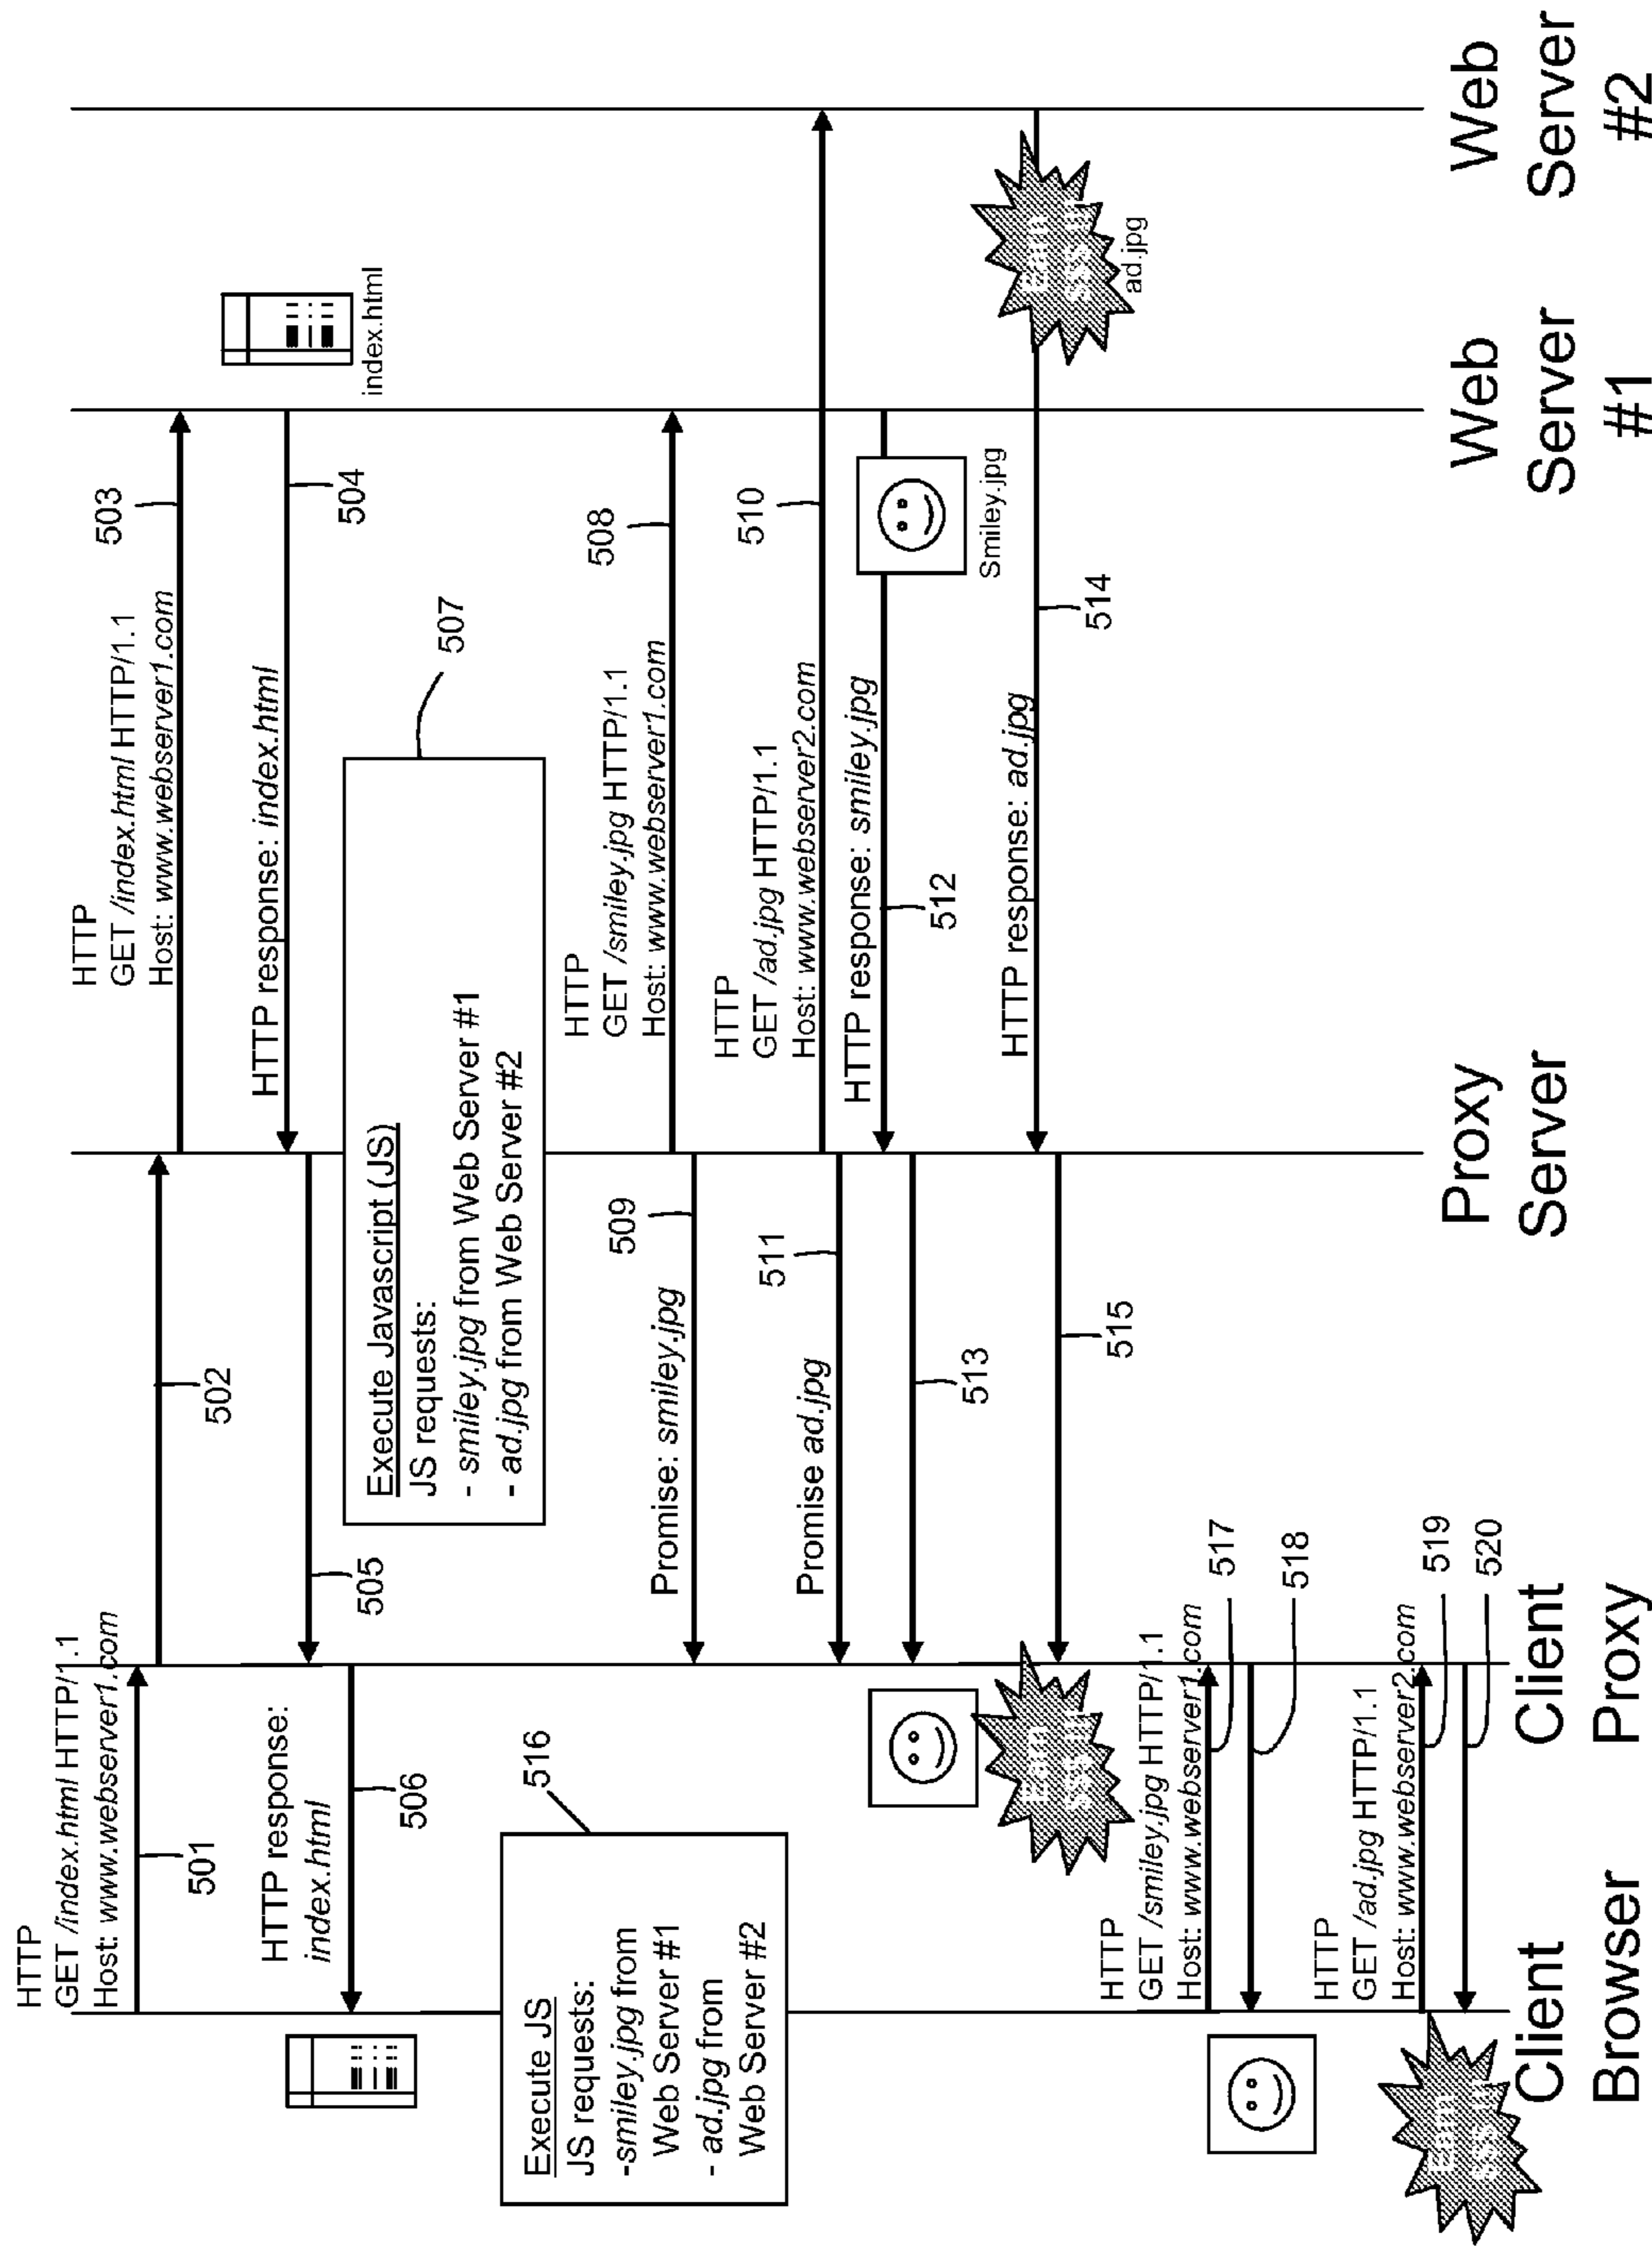 HTTP
GET /index.html HTTP/1.1
Host: www.webserver1.com
501
502
HTTP
GET /index.html HTTP/1.1
Host: www.webserver1.com
503
HTTP response: index.html
504
index.html
505
HTTP response:
index.html
506
Execute Javascript (JS)
JS requests:
- smiley.jpg from Web Server #1
- ad.jpg from Web Server #2
507
Execute JS
JS requests:
-smiley.jpg from
Web Server #1
- ad.jpg from
Web Server #2
516
HTTP
GET /smiley.jpg HTTP/1.1
Host: www.webserver1.com
508
Promise: smiley.jpg
509
HTTP
GET /ad.jpg HTTP/1.1
Host: www.webserver2.com
510
Promise ad.jpg
511
HTTP response: smiley.jpg
512
Smiley.jpg
513
HTTP response: ad.jpg
514
Earn
$$$ in
ad.jpg
515
Earn
$$$ in
HTTP
GET /smiley.jpg HTTP/1.1
Host: www.webserver1.com
517
518
HTTP
GET /ad.jpg HTTP/1.1
Host: www.webserver2.com
519
520
Earn
$$$ in
Client
Browser
Client
Proxy
Proxy
Server
Web
Server
#1
Web
Server
#2